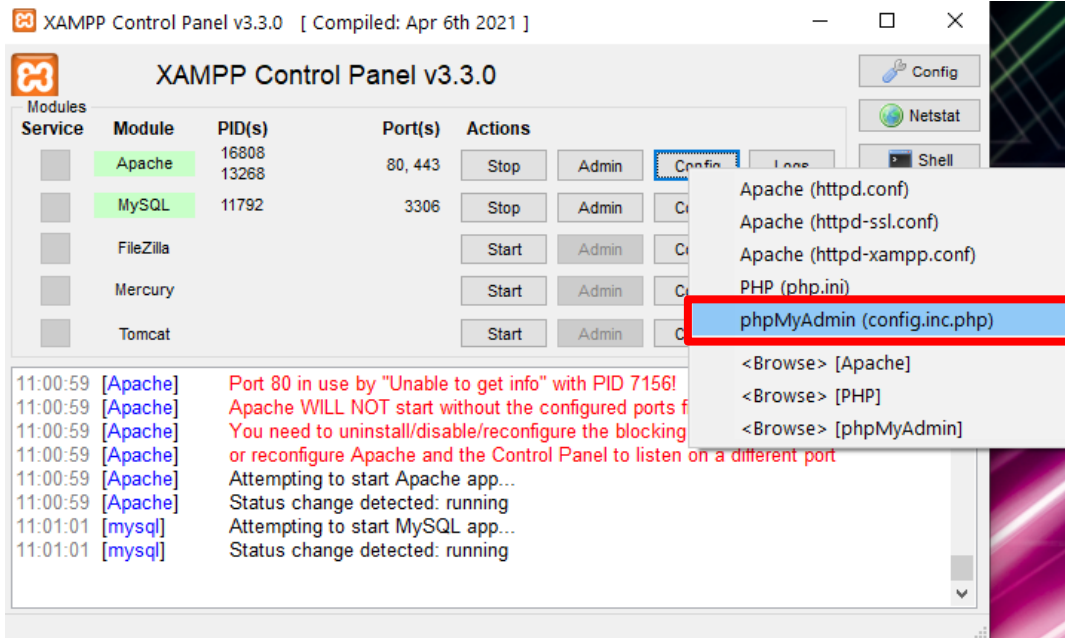 XAMPP Control Panel v3.3.0 [ Compiled: Apr 6th 2021 ]
XAMPP Control Panel v3.3.0
Config
Modules
Netstat
Service Module PID(s) Port(s) Actions
Apache 16808 13268 80, 443 Stop Admin Config Logs
Shell
MySQL 11792 3306 Stop Admin
FileZilla Start Admin
Mercury Start Admin
Tomcat Start Admin
Apache (httpd.conf)
Apache (httpd-ssl.conf)
Apache (httpd-xampp.conf)
PHP (php.ini)
phpMyAdmin (config.inc.php)
<Browse> [Apache]
<Browse> [PHP]
<Browse> [phpMyAdmin]
11:00:59 [Apache] Port 80 in use by "Unable to get info" with PID 7156!
11:00:59 [Apache] Apache WILL NOT start without the configured ports
11:00:59 [Apache] You need to uninstall/disable/reconfigure the blocking
11:00:59 [Apache] or reconfigure Apache and the Control Panel to listen on a different port
11:00:59 [Apache] Attempting to start Apache app...
11:00:59 [Apache] Status change detected: running
11:01:01 [mysql] Attempting to start MySQL app...
11:01:01 [mysql] Status change detected: running